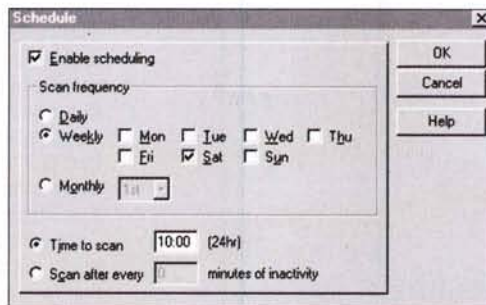 Schedule
Enable scheduling
Scan frequency
Daily
Weekly Mon Tue Wed Thu
Fri Sat Sun
Monthly 1st
Time to scan 10:00 (24hr)
Scan after every 0 minutes of inactivity
OK
Cancel
Help